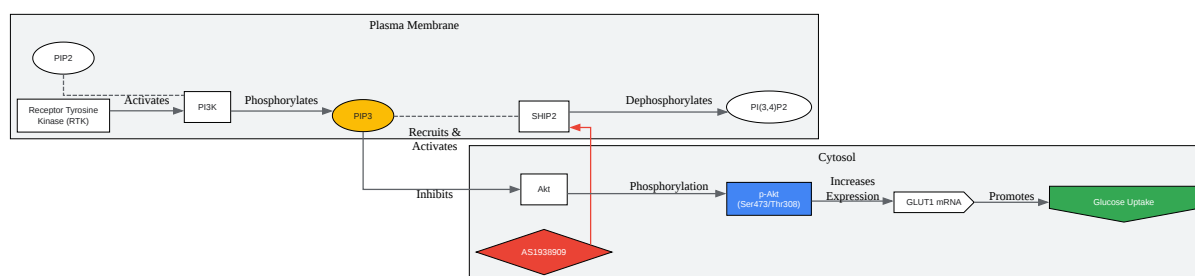 Plasma Membrane
PIP2
Receptor Tyrosine
Kinase (RTK)
Activates
PI3K
Phosphorylates
PIP3
Recruits &
Activates
SHIP2
Dephosphorylates
PI(3,4)P2
Cytosol
Inhibits
Akt
Phosphorylation
p-Akt
(Ser473/Thr308)
Increases
Expression
GLUT1 mRNA
Promotes
Glucose Uptake
AS1938909